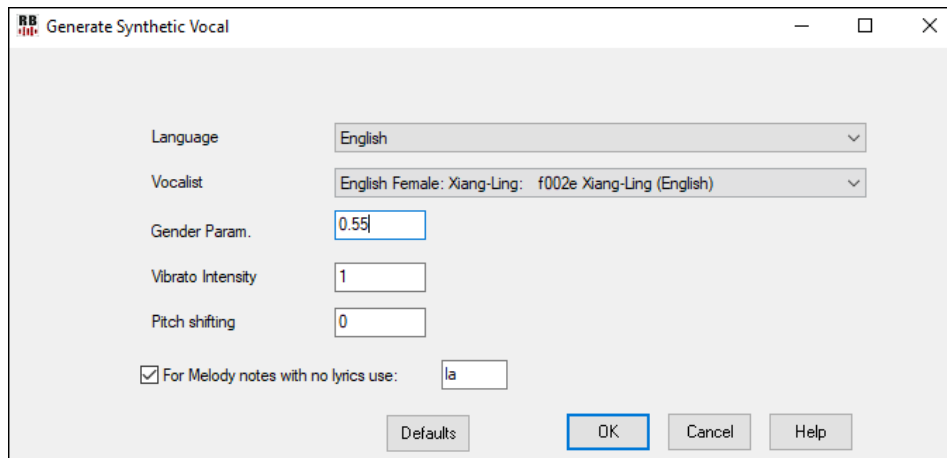 RB Generate Synthetic Vocal
Language English
Vocalist English Female: Xiang-Ling: f002e Xiang-Ling (English)
Gender Param. 0.55
Vibrato Intensity 1
Pitch shifting 0
For Melody notes with no lyrics use: la
Defaults OK Cancel Help